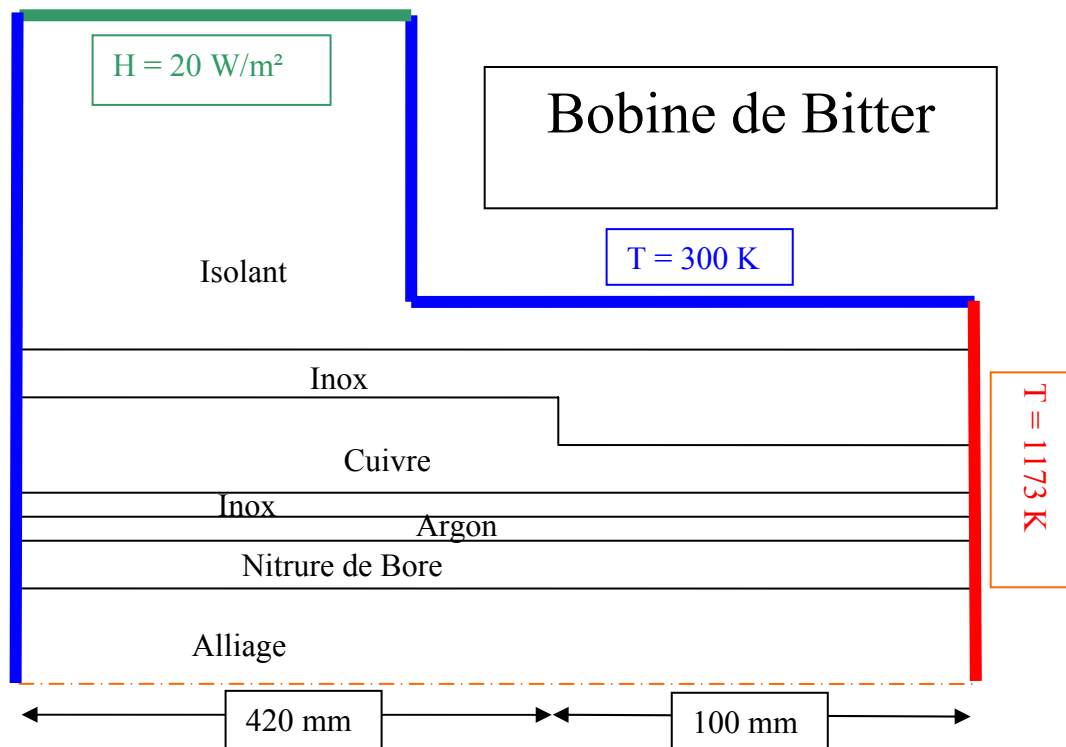 H = 20 W/m²
Bobine de Bitter
T = 300 K
Isolant
Inox
T = 1173 K
Cuivre
Inox
Argon
Nitrure de Bore
Alliage
420 mm
100 mm